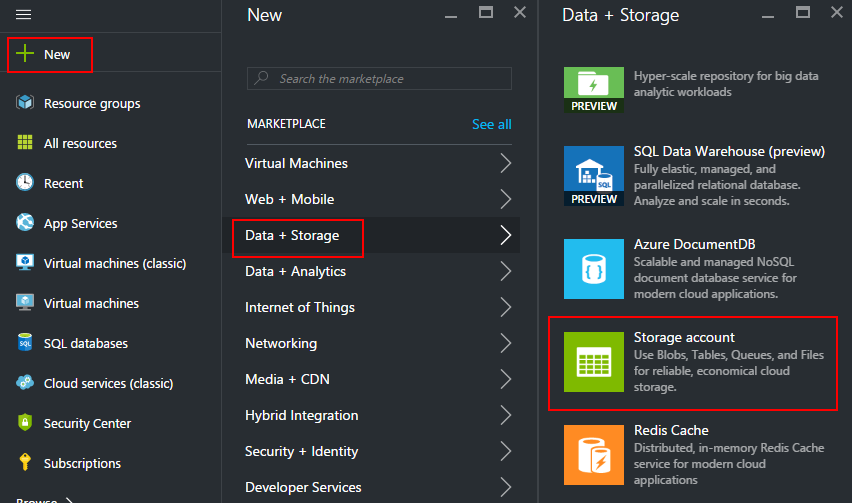 New
Resource groups
All resources
Recent
App Services
Virtual machines (classic)
Virtual machines
SQL databases
SQL
Cloud services (classic)
Security Center
Subscriptions
Browse
New
Search the marketplace
MARKETPLACE
See all
Virtual Machines
Web + Mobile
Data + Storage
Data + Analytics
Internet of Things
Networking
Media + CDN
Hybrid Integration
Security + Identity
Developer Services
Data + Storage
PREVIEW
Hyper-scale repository for big data
analytic workloads
SQL
PREVIEW
SQL Data Warehouse (preview)
Fully elastic, managed, and
parallelized relational database.
Analyze and scale in seconds.
Azure DocumentDB
Scalable and managed NoSQL
document database service for
modern cloud applications.
Storage account
Use Blobs, Tables, Queues, and Files
for reliable, economical cloud
storage.
Redis Cache
Distributed, in-memory Redis Cache
service for modern cloud
applications